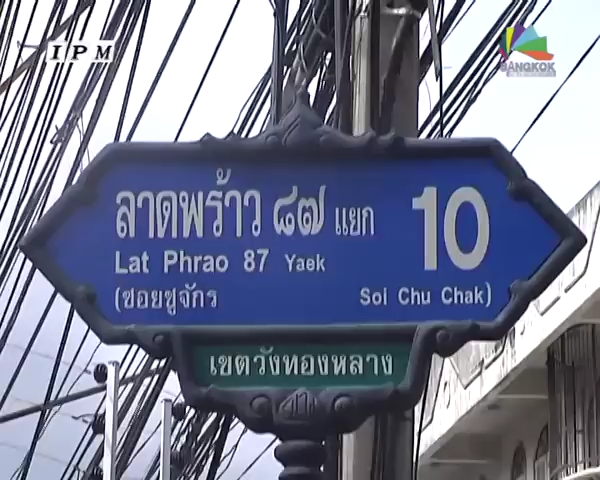 IPM
BANGKOK
ลาดพร้าว ๘๗ แยก 10
Lat Phrao 87 Yaek
(ซอยชูจักร Soi Chu Chak)
เขตวังทองหลาง